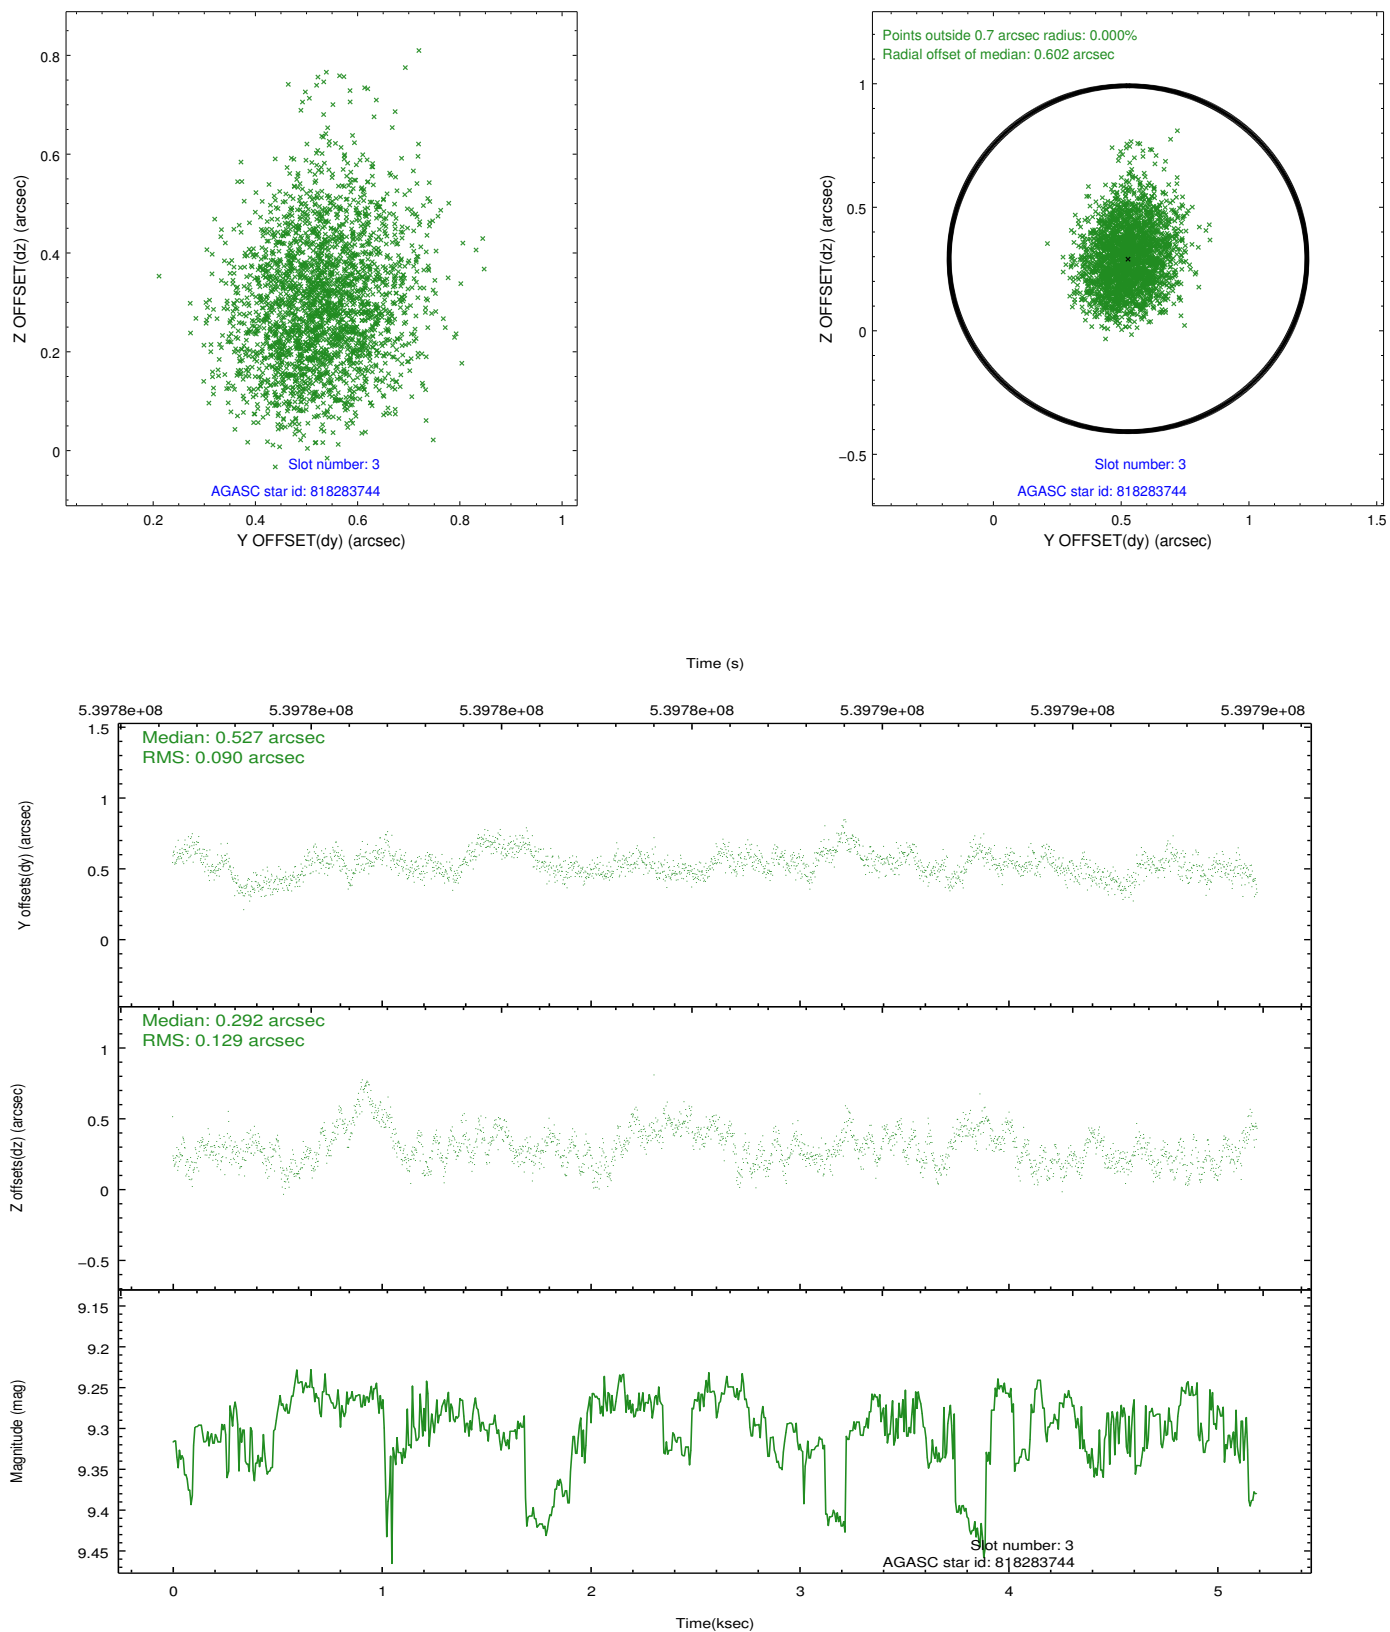 0.8
0.6
0.4
0.2
0
Z OFFSET(dz) (arcsec)
Slot number: 3
AGASC star id: 818283744
0.2 0.4 0.6 0.8 1
Y OFFSET(dy) (arcsec)
Points outside 0.7 arcsec radius: 0.000%
Radial offset of median: 0.602 arcsec
1
0.5
0
−0.5
Z OFFSET(dz) (arcsec)
Slot number: 3
AGASC star id: 818283744
0 0.5 1 1.5
Y OFFSET(dy) (arcsec)
Time (s)
5.3978e+08 5.3978e+08 5.3978e+08 5.3978e+08 5.3979e+08 5.3979e+08 5.3979e+08
Median: 0.527 arcsec
RMS: 0.090 arcsec
1.5
1
0.5
0
Y offsets(dy) (arcsec)
Median: 0.292 arcsec
RMS: 0.129 arcsec
1
0.5
0
−0.5
Z offsets(dz) (arcsec)
9.15
9.2
9.25
9.3
9.35
9.4
9.45
Magnitude (mag)
Slot number: 3
AGASC star id: 818283744
0 1 2 3 4 5
Time(ksec)